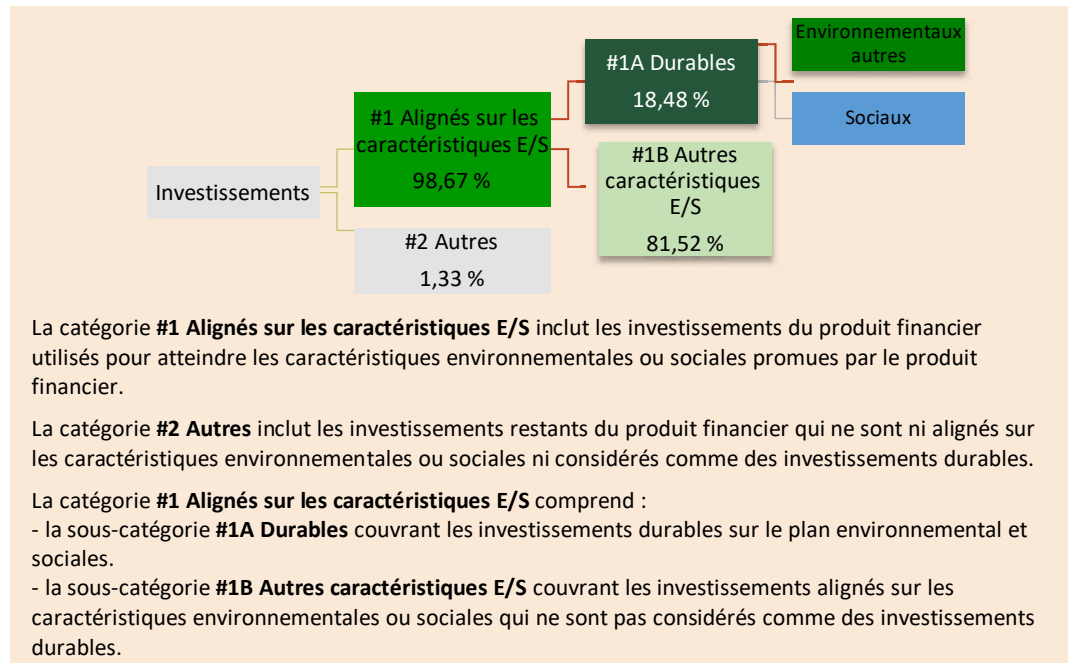 Investissements
#1 Alignés sur les
caractéristiques E/S
98,67 %
#2 Autres
1,33 %
#1A Durables
18,48 %
#1B Autres
caractéristiques
E/S
81,52 %
Environnementaux
autres
Sociaux
La catégorie #1 Alignés sur les caractéristiques E/S inclut les investissements du produit financier
utilisés pour atteindre les caractéristiques environnementales ou sociales promues par le produit
financier.
La catégorie #2 Autres inclut les investissements restants du produit financier qui ne sont ni alignés sur
les caractéristiques environnementales ou sociales ni considérés comme des investissements durables.
La catégorie #1 Alignés sur les caractéristiques E/S comprend :
- la sous-catégorie #1A Durables couvrant les investissements durables sur le plan environnemental et
sociales.
- la sous-catégorie #1B Autres caractéristiques E/S couvrant les investissements alignés sur les
caractéristiques environnementales ou sociales qui ne sont pas considérés comme des investissements
durables.